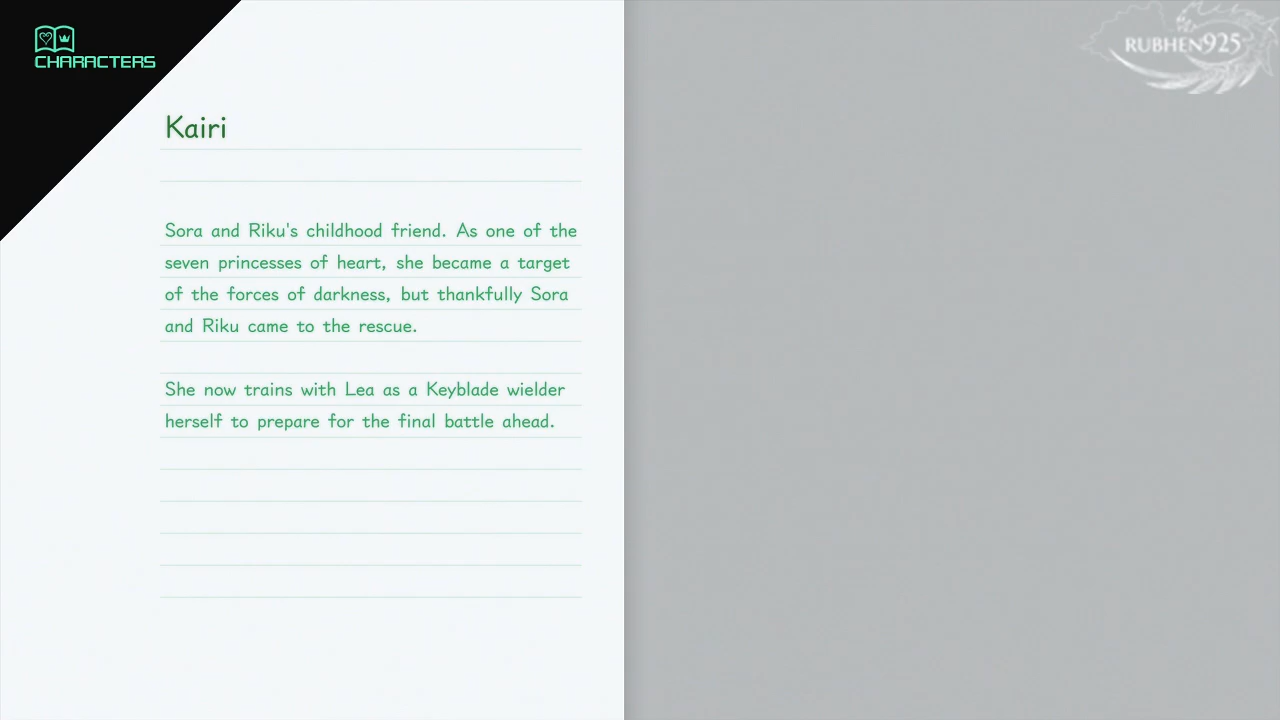 CHARACTERS
RUBHEN925
Kairi
Sora and Riku's childhood friend. As one of the
seven princesses of heart, she became a target
of the forces of darkness, but thankfully Sora
and Riku came to the rescue.
She now trains with Lea as a Keyblade wielder
herself to prepare for the final battle ahead.